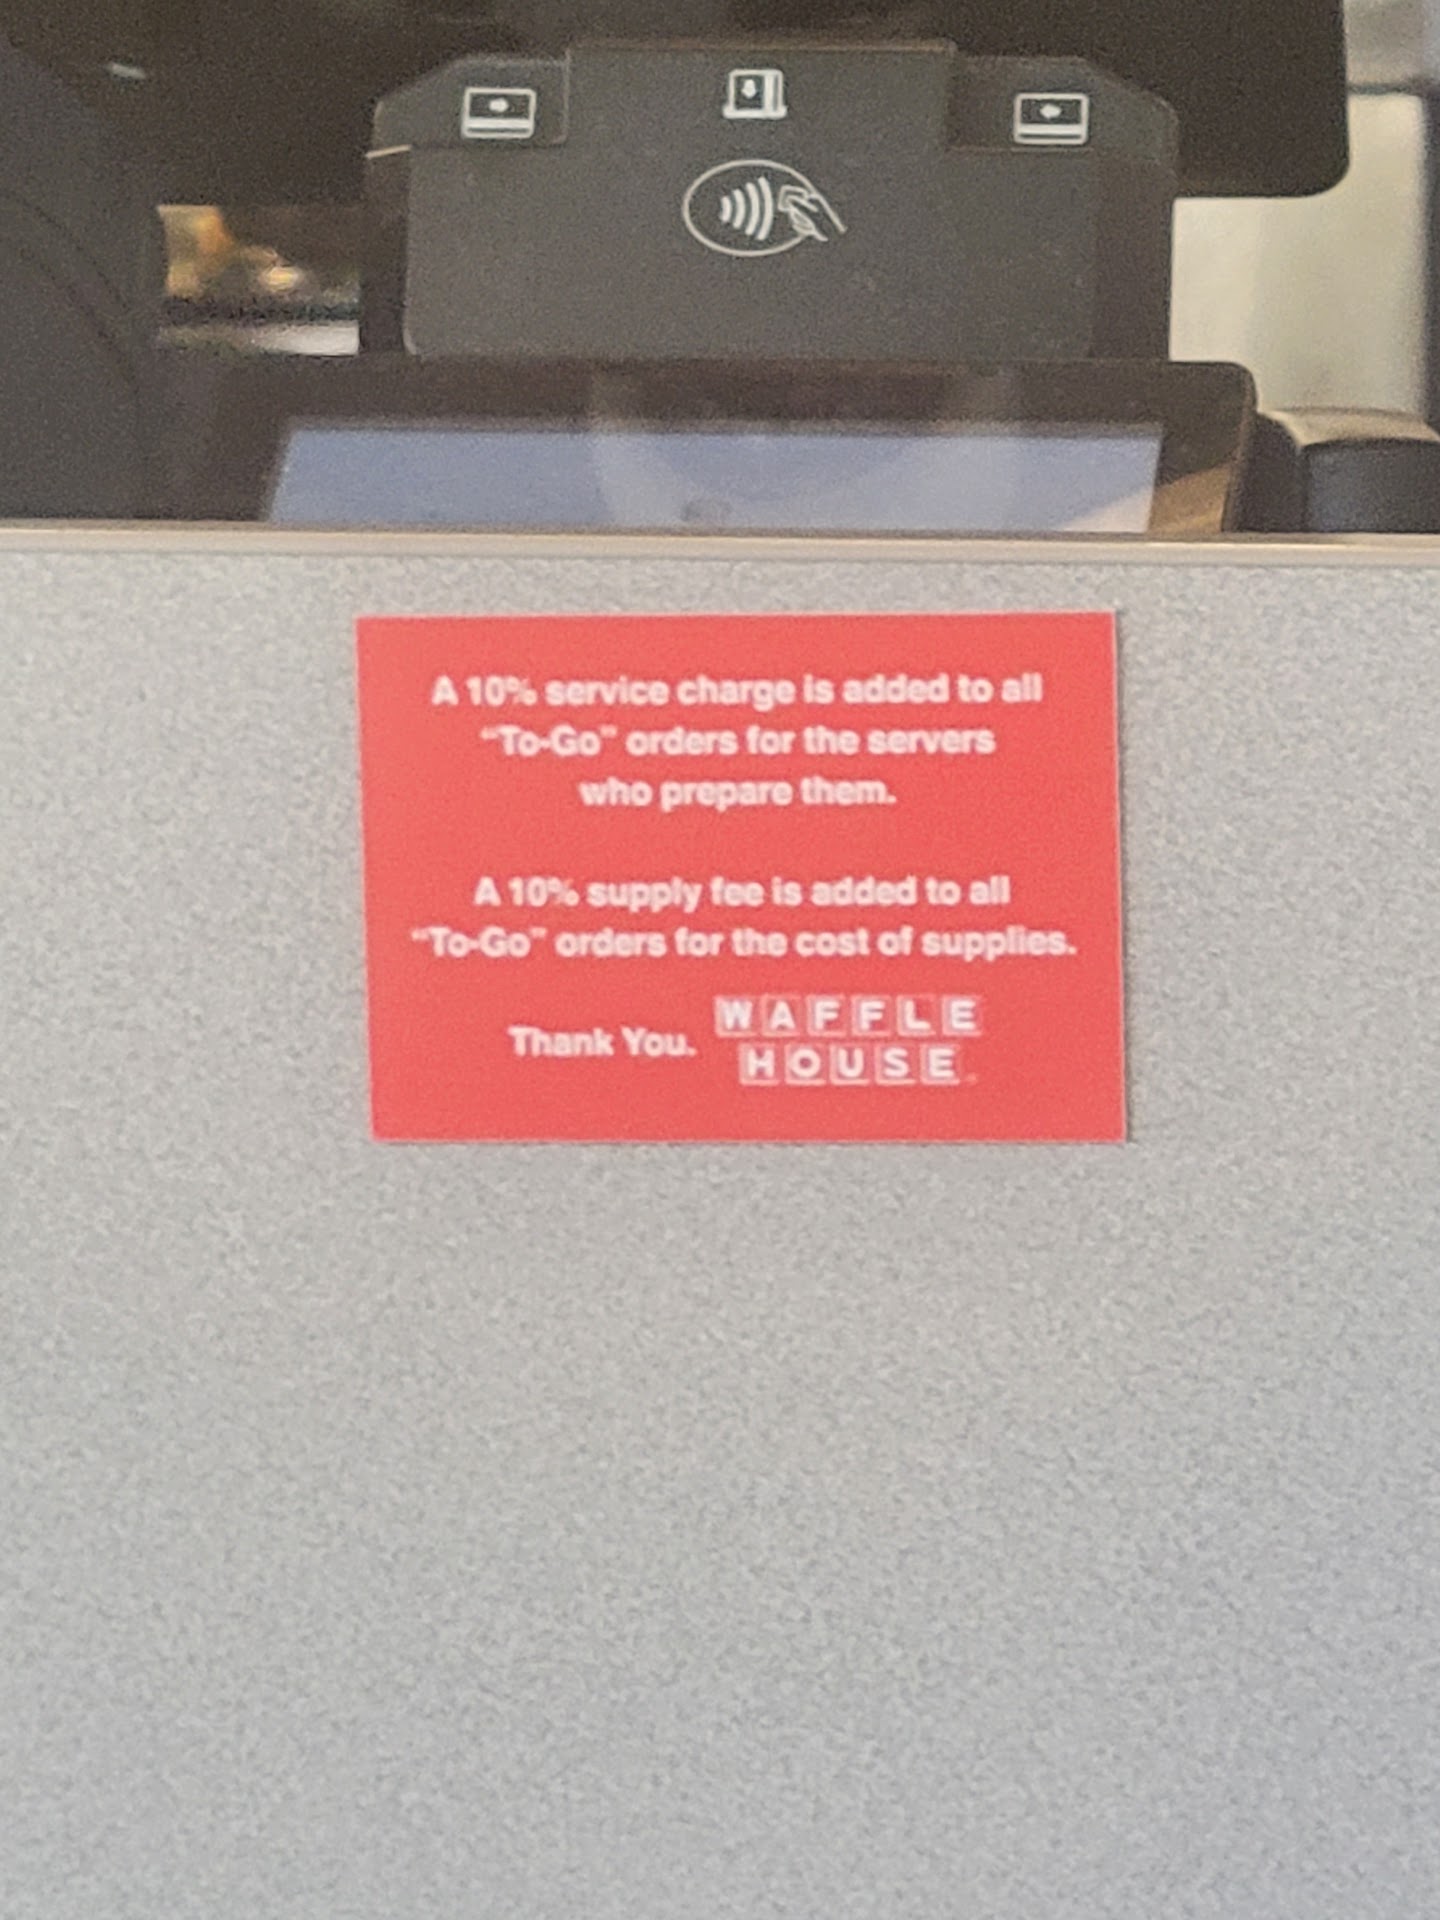 A 10% service charge is added to all
“To-Go” orders for the servers
who prepare them.
A 10% supply fee is added to all
“To-Go” orders for the cost of supplies.
Thank You.
WAFFLE
HOUSE